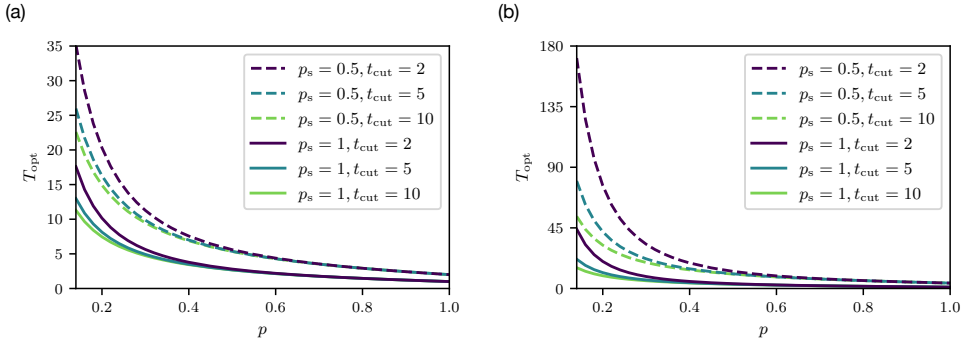 (a)
35
30
25
20
15
10
5
0
T_opt
0.2 0.4 0.6 0.8 1.0
p
p_s = 0.5, t_cut = 2
p_s = 0.5, t_cut = 5
p_s = 0.5, t_cut = 10
p_s = 1, t_cut = 2
p_s = 1, t_cut = 5
p_s = 1, t_cut = 10
(b)
180
135
90
45
0
T_opt
0.2 0.4 0.6 0.8 1.0
p
p_s = 0.5, t_cut = 2
p_s = 0.5, t_cut = 5
p_s = 0.5, t_cut = 10
p_s = 1, t_cut = 2
p_s = 1, t_cut = 5
p_s = 1, t_cut = 10